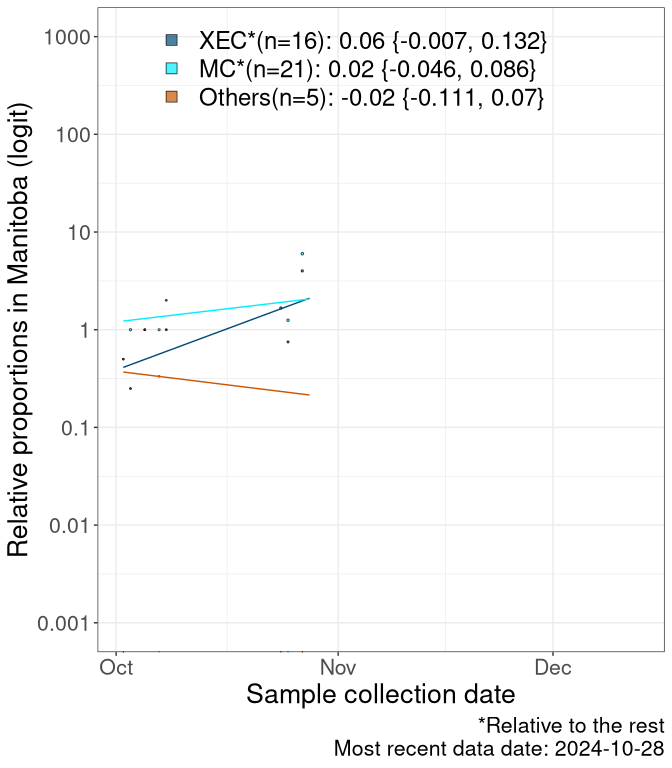 XEC*(n=16): 0.06 {-0.007, 0.132}
MC*(n=21): 0.02 {-0.046, 0.086}
Others(n=5): -0.02 {-0.111, 0.07}
Relative proportions in Manitoba (logit)
1000
100
10
1
0.1
0.01
0.001
Oct Nov Dec
Sample collection date
*Relative to the rest
Most recent data date: 2024-10-28